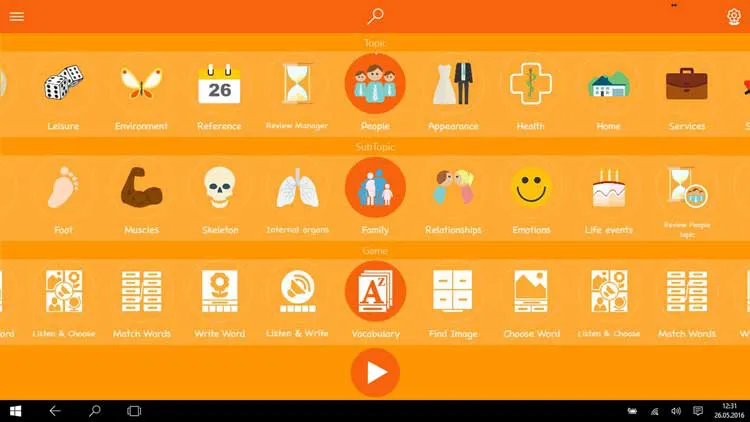 Topic
26
Leisure
Environment
Reference
Review Manager
People
Appearance
Health
Home
Services
S
SubTopic
Foot
Muscles
Skeleton
Internal organs
Family
Relationships
Emotions
Life events
Review People
topic
Game
A Z
Word
Listen & Choose
Match Words
Write Word
Listen & Write
Vocabulary
Find Image
Choose Word
Listen & Choose
Match Words
W
12:31
26.05.2016